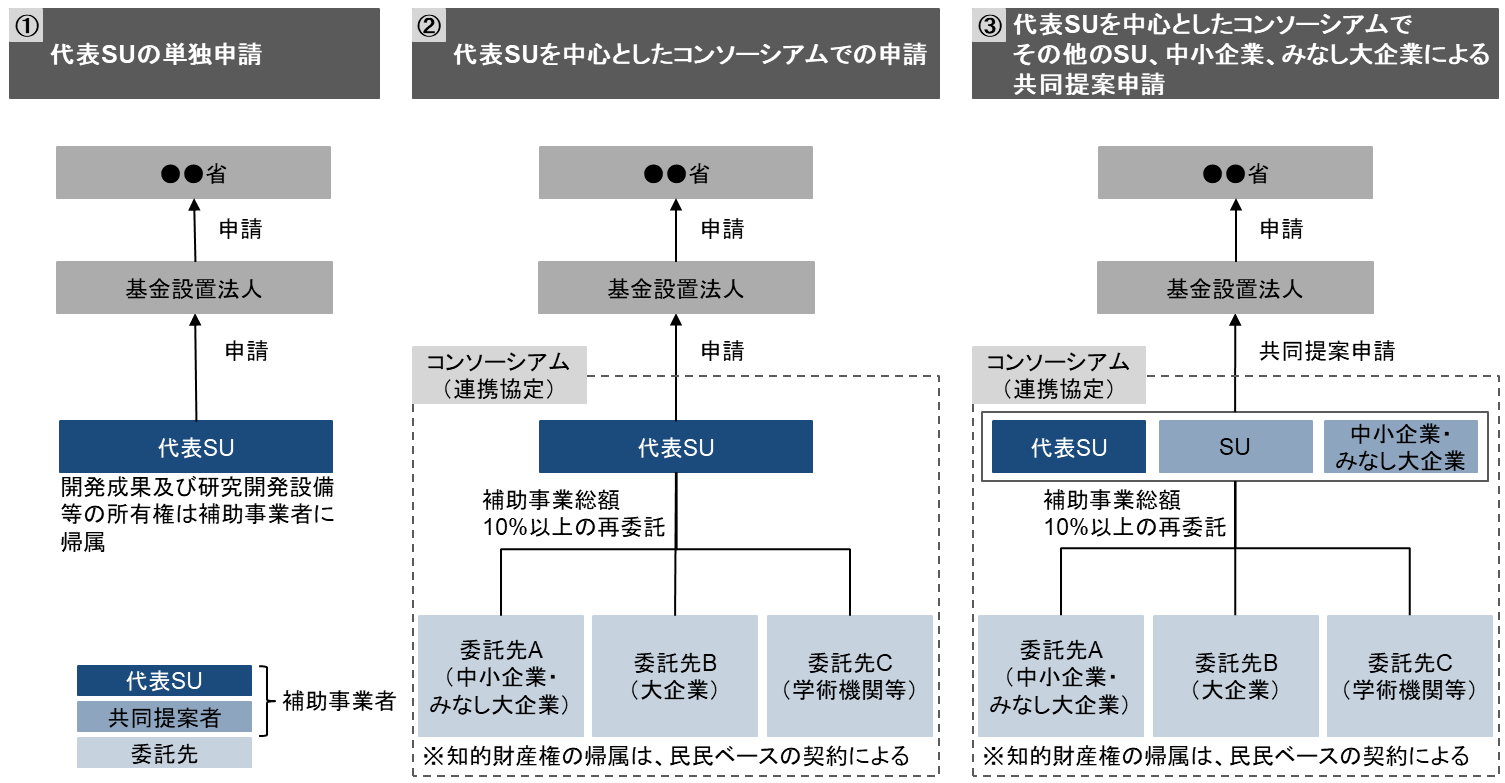 ①
代表SUの単独申請
●●省
申請
基金設置法人
申請
代表SU
開発成果及び研究開発設備
等の所有権は補助事業者に
帰属
代表SU
共同提案者
委託先
補助事業者
②
代表SUを中心としたコンソーシアムでの申請
●●省
申請
基金設置法人
申請
コンソーシアム
（連携協定）
代表SU
補助事業総額
10%以上の再委託
委託先A
（中小企業・
みなし大企業）
委託先B
（大企業）
委託先C
（学術機関等）
※知的財産権の帰属は、民民ベースの契約による
③
代表SUを中心としたコンソーシアムで
その他のSU、中小企業、みなし大企業による
共同提案申請
●●省
申請
基金設置法人
共同提案申請
コンソーシアム
（連携協定）
代表SU
SU
中小企業・
みなし大企業
補助事業総額
10%以上の再委託
委託先A
（中小企業・
みなし大企業）
委託先B
（大企業）
委託先C
（学術機関等）
※知的財産権の帰属は、民民ベースの契約による